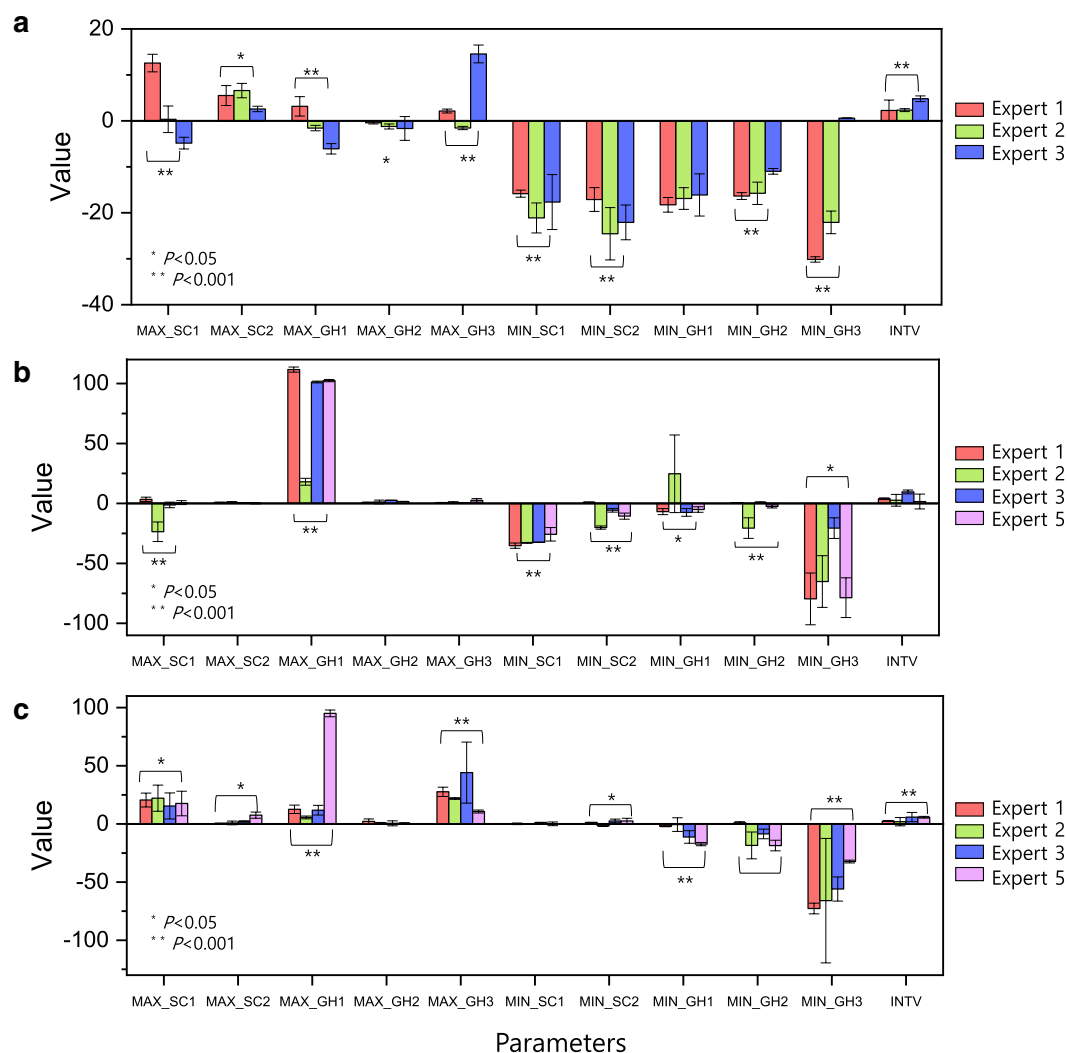 a
20
0
-20
-40
Value
*
**
**
**
*
**
**
**
**
**
**
* P<0.05
** P<0.001
Expert 1
Expert 2
Expert 3
MAX_SC1 MAX_SC2 MAX_GH1 MAX_GH2 MAX_GH3 MIN_SC1 MIN_SC2 MIN_GH1 MIN_GH2 MIN_GH3 INTV
b
100
50
0
-50
-100
Value
*
**
**
**
**
*
**
* P<0.05
** P<0.001
Expert 1
Expert 2
Expert 3
Expert 5
MAX_SC1 MAX_SC2 MAX_GH1 MAX_GH2 MAX_GH3 MIN_SC1 MIN_SC2 MIN_GH1 MIN_GH2 MIN_GH3 INTV
c
100
50
0
-50
-100
Value
**
*
*
*
**
**
**
**
* P<0.05
** P<0.001
Expert 1
Expert 2
Expert 3
Expert 5
MAX_SC1 MAX_SC2 MAX_GH1 MAX_GH2 MAX_GH3 MIN_SC1 MIN_SC2 MIN_GH1 MIN_GH2 MIN_GH3 INTV
Parameters